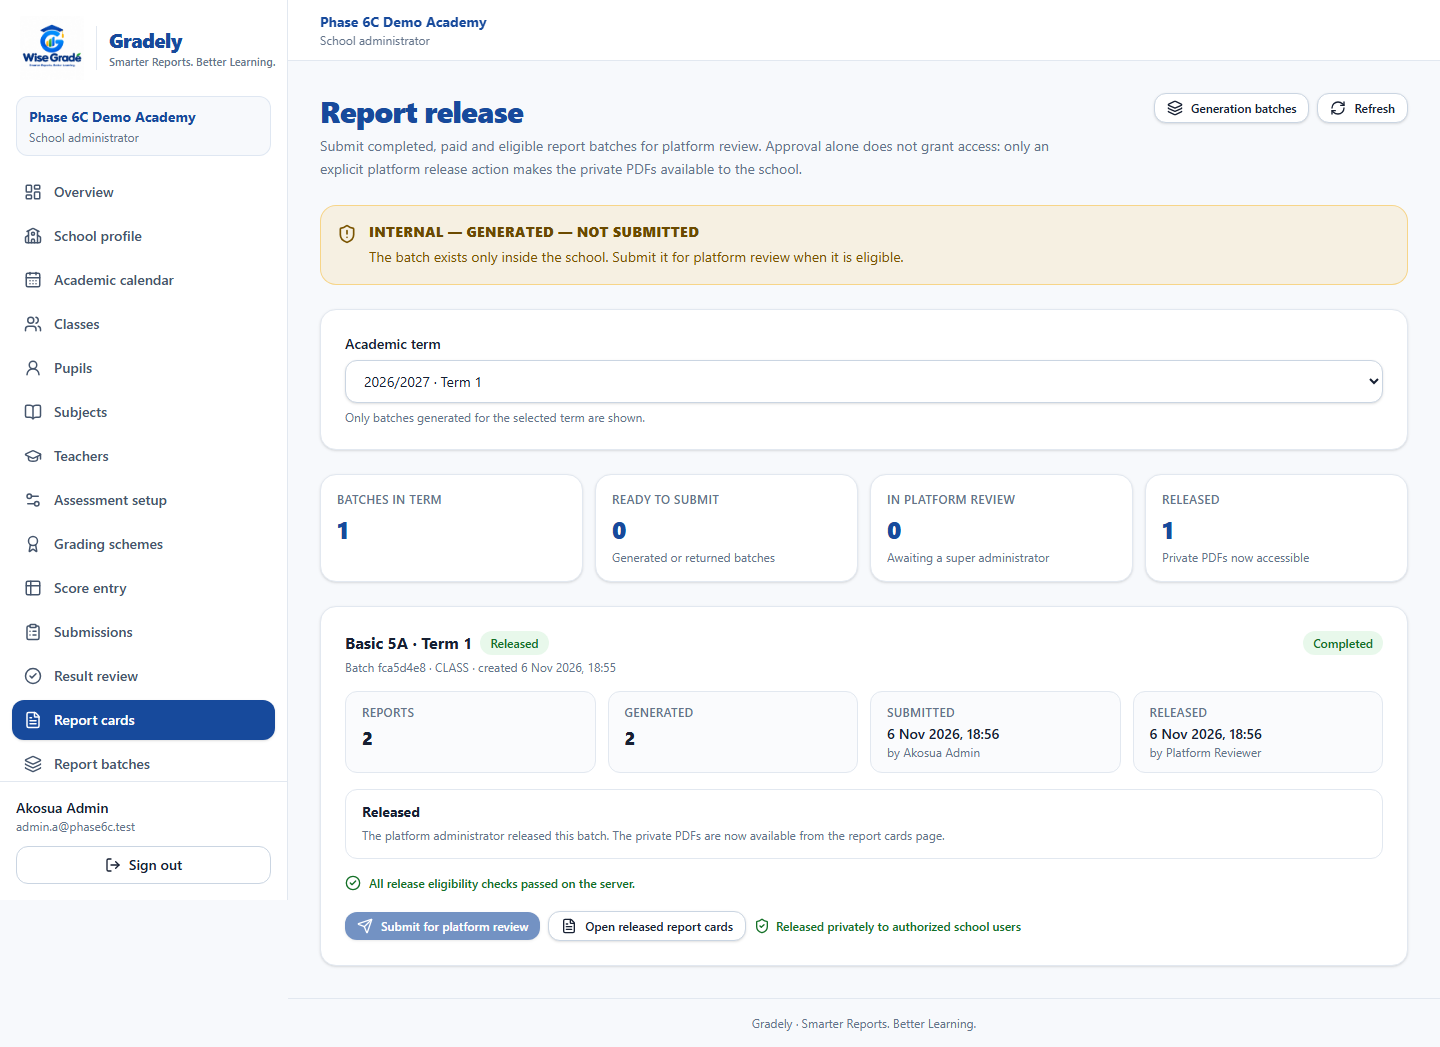 Wise Gradé
Gradely
Smarter Reports. Better Learning.
Phase 6C Demo Academy
School administrator
Overview
School profile
Academic calendar
Classes
Pupils
Subjects
Teachers
Assessment setup
Grading schemes
Score entry
Submissions
Result review
Report cards
Report batches
Akosua Admin
admin.a@phase6c.test
Sign out
Phase 6C Demo Academy
School administrator
Report release
Generation batches
Refresh
Submit completed, paid and eligible report batches for platform review. Approval alone does not grant access: only an
explicit platform release action makes the private PDFs available to the school.
INTERNAL — GENERATED — NOT SUBMITTED
The batch exists only inside the school. Submit it for platform review when it is eligible.
Academic term
2026/2027 · Term 1
Only batches generated for the selected term are shown.
BATCHES IN TERM
1
READY TO SUBMIT
0
Generated or returned batches
IN PLATFORM REVIEW
0
Awaiting a super administrator
RELEASED
1
Private PDFs now accessible
Basic 5A · Term 1
Released
Completed
Batch fca5d4e8 · CLASS · created 6 Nov 2026, 18:55
REPORTS
2
GENERATED
2
SUBMITTED
6 Nov 2026, 18:56
by Akosua Admin
RELEASED
6 Nov 2026, 18:56
by Platform Reviewer
Released
The platform administrator released this batch. The private PDFs are now available from the report cards page.
All release eligibility checks passed on the server.
Submit for platform review
Open released report cards
Released privately to authorized school users
Gradely · Smarter Reports. Better Learning.